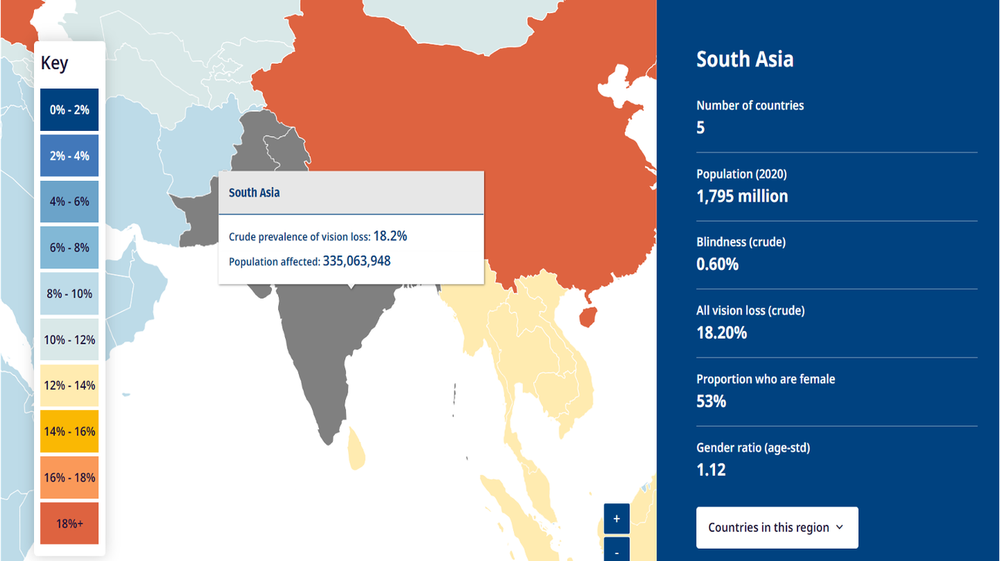 Key
0% - 2%
2% - 4%
4% - 6%
6% - 8%
8% - 10%
10% - 12%
12% - 14%
14% - 16%
16% - 18%
18%+
South Asia
Crude prevalence of vision loss: 18.2%
Population affected: 335,063,948
+
-
South Asia
Number of countries
5
Population (2020)
1,795 million
Blindness (crude)
0.60%
All vision loss (crude)
18.20%
Proportion who are female
53%
Gender ratio (age-std)
1.12
Countries in this region